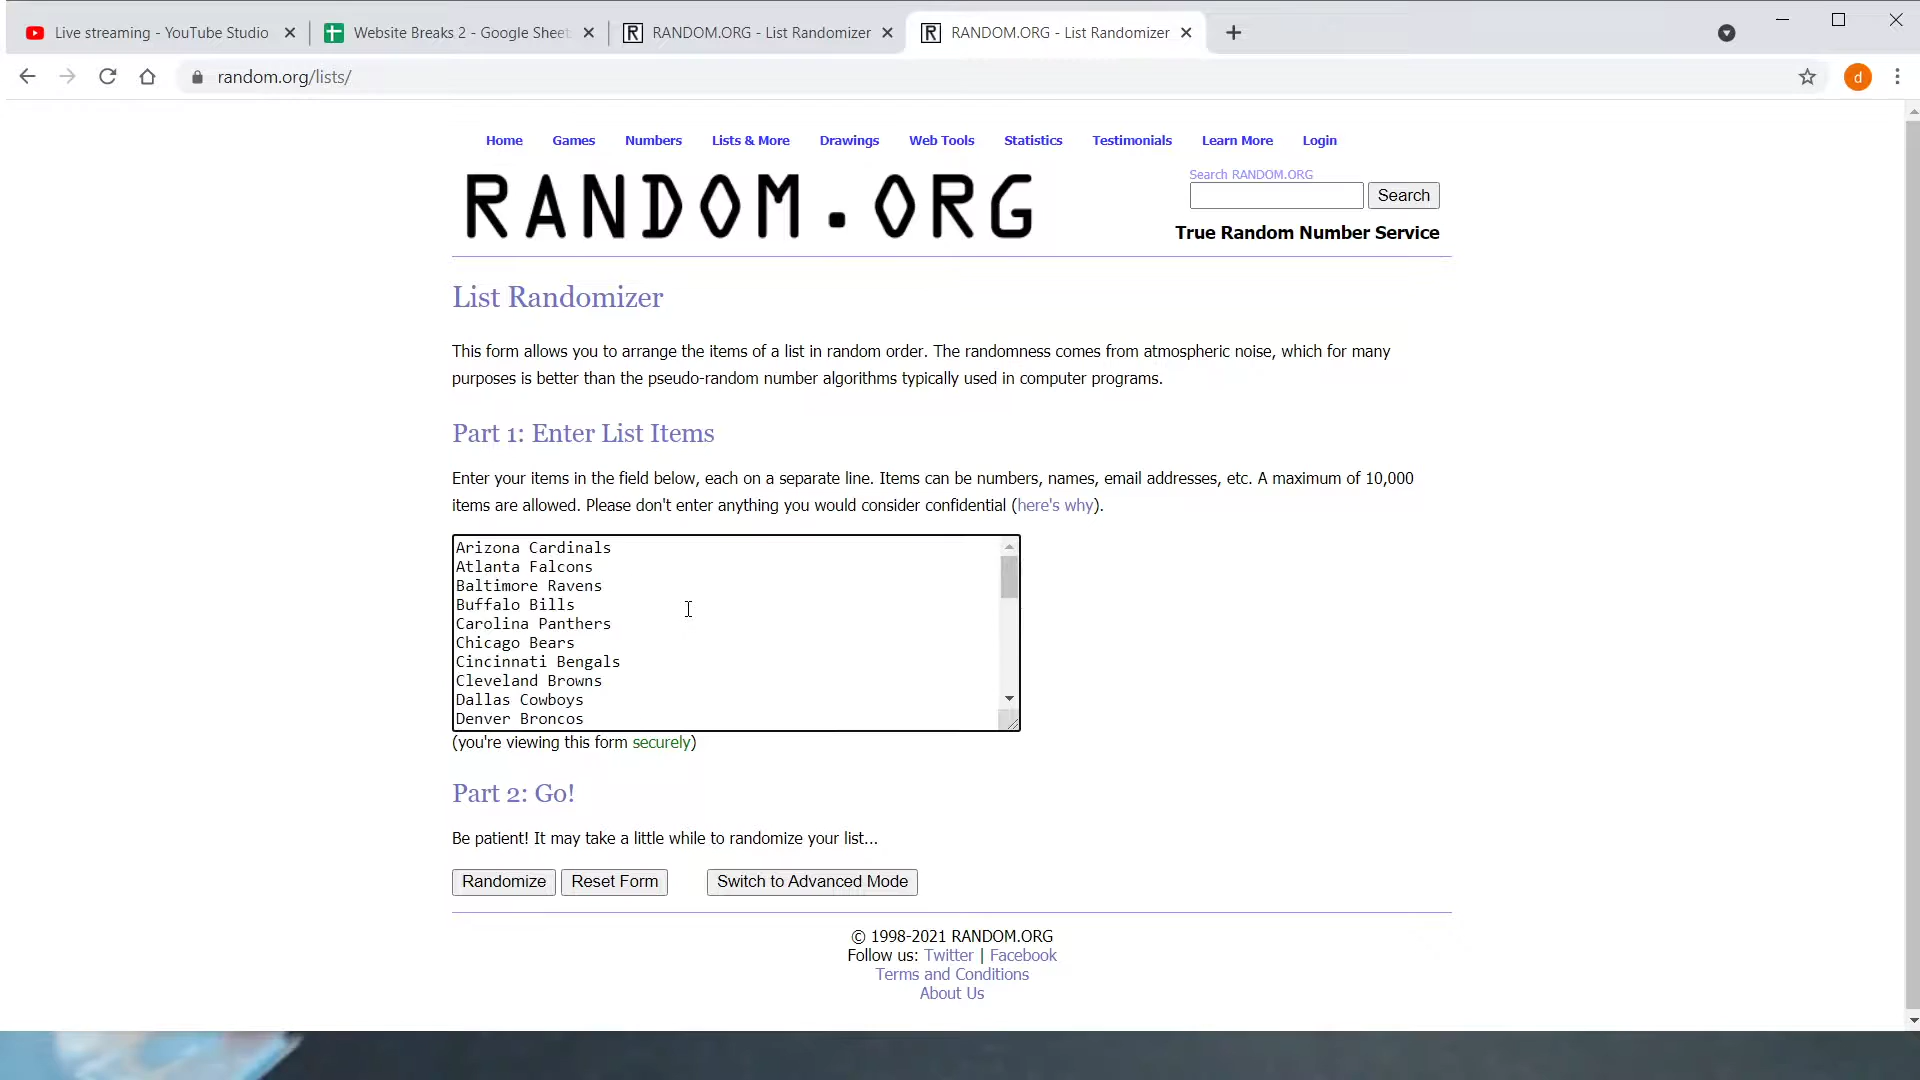 Live streaming - YouTube Studio
Website Breaks 2 - Google Sheet
RANDOM.ORG - List Randomizer
RANDOM.ORG - List Randomizer
random.org/lists/
d
Home Games Numbers Lists & More Drawings Web Tools Statistics Testimonials Learn More Login
RANDOM.ORG
Search RANDOM.ORG
Search
True Random Number Service
List Randomizer
This form allows you to arrange the items of a list in random order. The randomness comes from atmospheric noise, which for many
purposes is better than the pseudo-random number algorithms typically used in computer programs.
Part 1: Enter List Items
Enter your items in the field below, each on a separate line. Items can be numbers, names, email addresses, etc. A maximum of 10,000
items are allowed. Please don't enter anything you would consider confidential (here's why).
Arizona Cardinals
Atlanta Falcons
Baltimore Ravens
Buffalo Bills
Carolina Panthers
Chicago Bears
Cincinnati Bengals
Cleveland Browns
Dallas Cowboys
Denver Broncos
(you're viewing this form securely)
Part 2: Go!
Be patient! It may take a little while to randomize your list...
Randomize Reset Form Switch to Advanced Mode
© 1998-2021 RANDOM.ORG
Follow us: Twitter | Facebook
Terms and Conditions
About Us